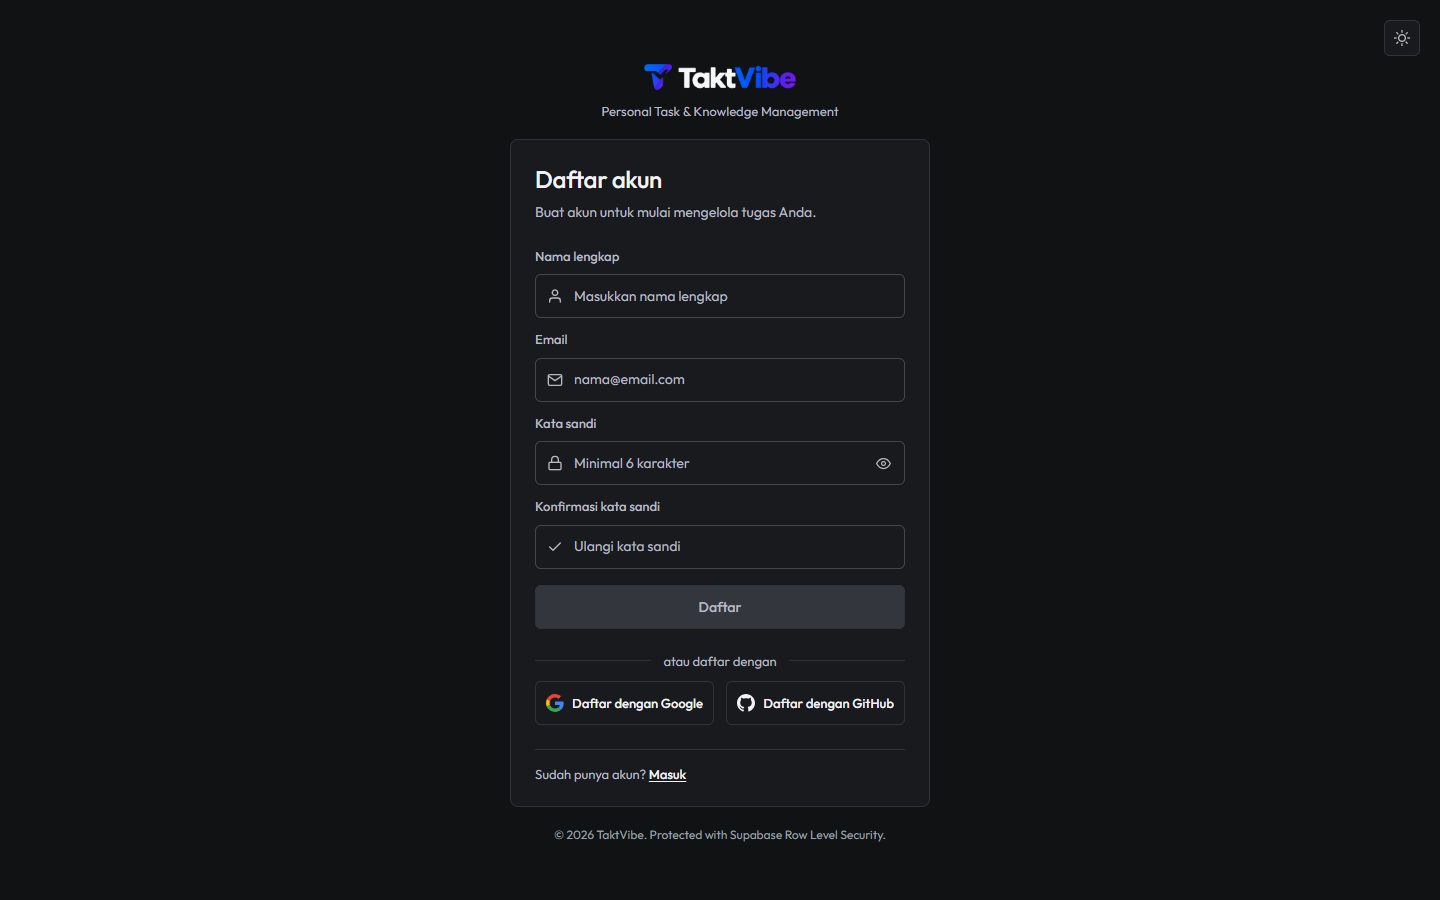 TaktVibe
Personal Task & Knowledge Management
Daftar akun
Buat akun untuk mulai mengelola tugas Anda.
Nama lengkap
Masukkan nama lengkap
Email
nama@email.com
Kata sandi
Minimal 6 karakter
Konfirmasi kata sandi
Ulangi kata sandi
Daftar
atau daftar dengan
Daftar dengan Google
Daftar dengan GitHub
Sudah punya akun? Masuk
© 2026 TaktVibe. Protected with Supabase Row Level Security.